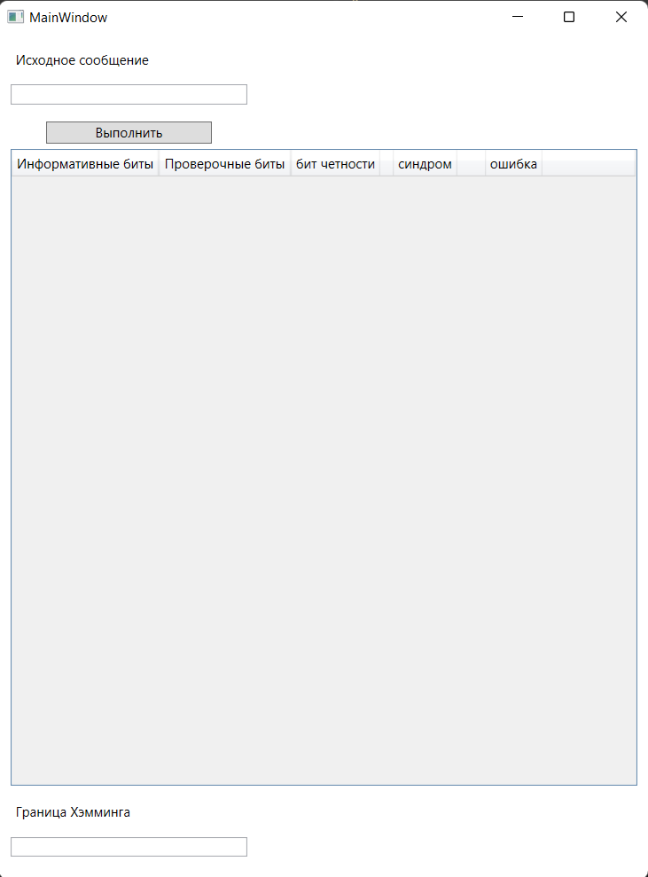 MainWindow
Исходное сообщение
Выполнить
Информативные биты Проверочные биты бит четности синдром ошибка
Граница Хэмминга